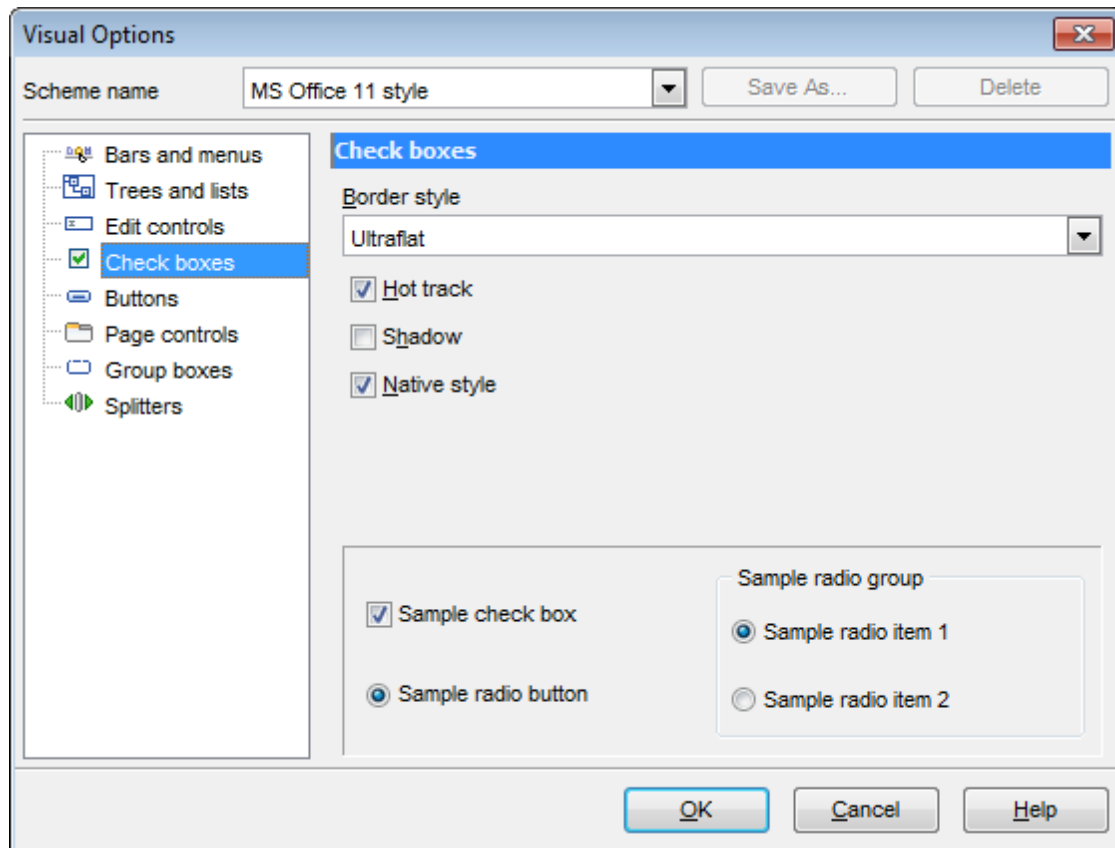 Visual Options
Scheme name MS Office 11 style Save As... Delete
Bars and menus
Trees and lists
Edit controls
Check boxes
Buttons
Page controls
Group boxes
Splitters
Check boxes
Border style
Ultraflat
Hot track
Shadow
Native style
Sample check box
Sample radio button
Sample radio group
Sample radio item 1
Sample radio item 2
OK Cancel Help